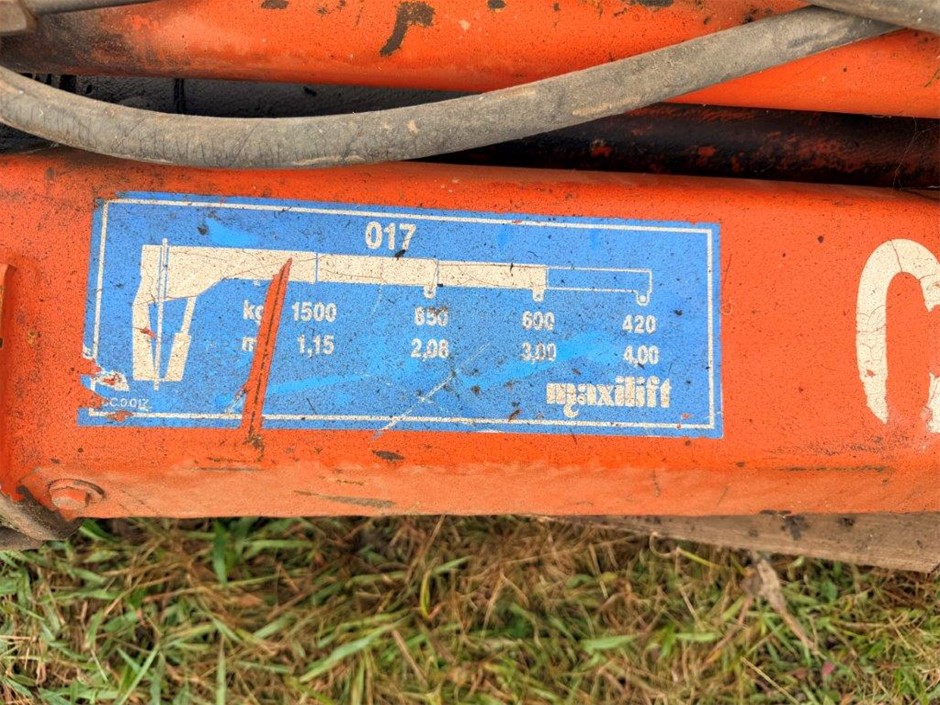 017
kg 1500 850 600 420
m 1,15 2,08 3,00 4,00
maxilift